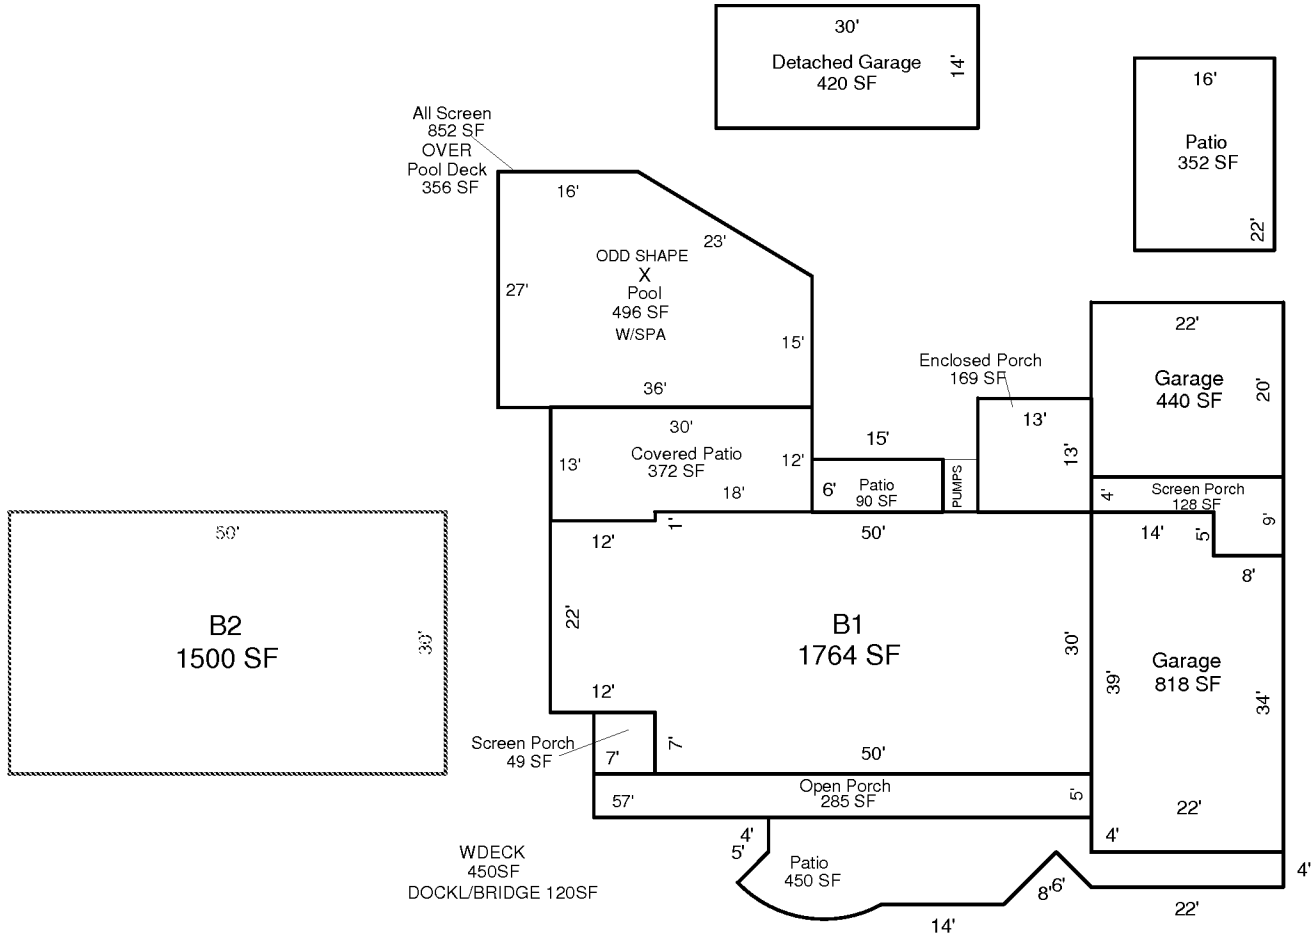 30'
Detached Garage
420 SF
14'
16'
Patio
352 SF
22'
All Screen
852 SF
OVER
Pool Deck
356 SF
16'
23'
ODD SHAPE
X
Pool
496 SF
W/SPA
27'
15'
36'
Enclosed Porch
169 SF
13'
13'
22'
Garage
440 SF
20'
30'
Covered Patio
372 SF
13'
12'
18'
15'
6'
Patio
90 SF
PUMPS
4'
Screen Porch
128 SF
9'
14'
5'
8'
50'
B2
1500 SF
30'
12'
1'
50'
22'
B1
1764 SF
30'
12'
7'
50'
39'
Garage
818 SF
34'
22'
4'
Screen Porch
49 SF
7'
57'
Open Porch
285 SF
5'
WDECK
450SF
DOCKL/BRIDGE 120SF
4'
5'
Patio
450 SF
8'
6'
14'
22'
4'